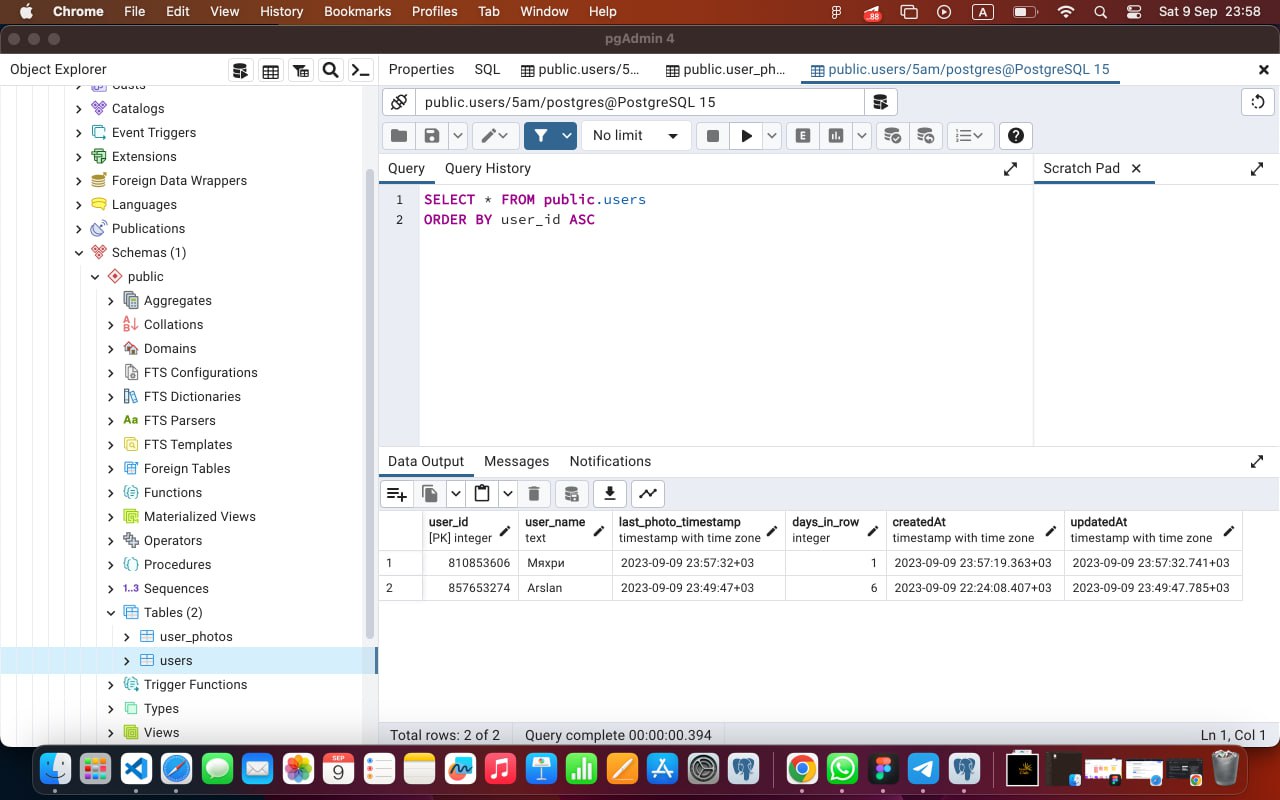 Chrome File Edit View History Bookmarks Profiles Tab Window Help 88 A Sat 9 Sep 23:58
pgAdmin 4
Object Explorer
Properties SQL public.users/5... public.user_ph... public.users/5am/postgres@PostgreSQL 15
public.users/5am/postgres@PostgreSQL 15
No limit E
Query Query History Scratch Pad
1 SELECT * FROM public.users
2 ORDER BY user_id ASC
Casts
Catalogs
Event Triggers
Extensions
Foreign Data Wrappers
Languages
Publications
Schemas (1)
public
Aggregates
Collations
Domains
FTS Configurations
FTS Dictionaries
Aa FTS Parsers
FTS Templates
Foreign Tables
Functions
Materialized Views
Operators
Procedures
1..3 Sequences
Tables (2)
user_photos
users
Trigger Functions
Types
Views
Data Output Messages Notifications
user_id user_name last_photo_timestamp days_in_row createdAt updatedAt
[PK] integer text timestamp with time zone integer timestamp with time zone timestamp with time zone
1 810853606 Мяхри 2023-09-09 23:57:32+03 1 2023-09-09 23:57:19.363+03 2023-09-09 23:57:32.741+03
2 857653274 Arslan 2023-09-09 23:49:47+03 6 2023-09-09 22:24:08.407+03 2023-09-09 23:49:47.785+03
Total rows: 2 of 2 Query complete 00:00:00.394 Ln 1, Col 1
SEP
9